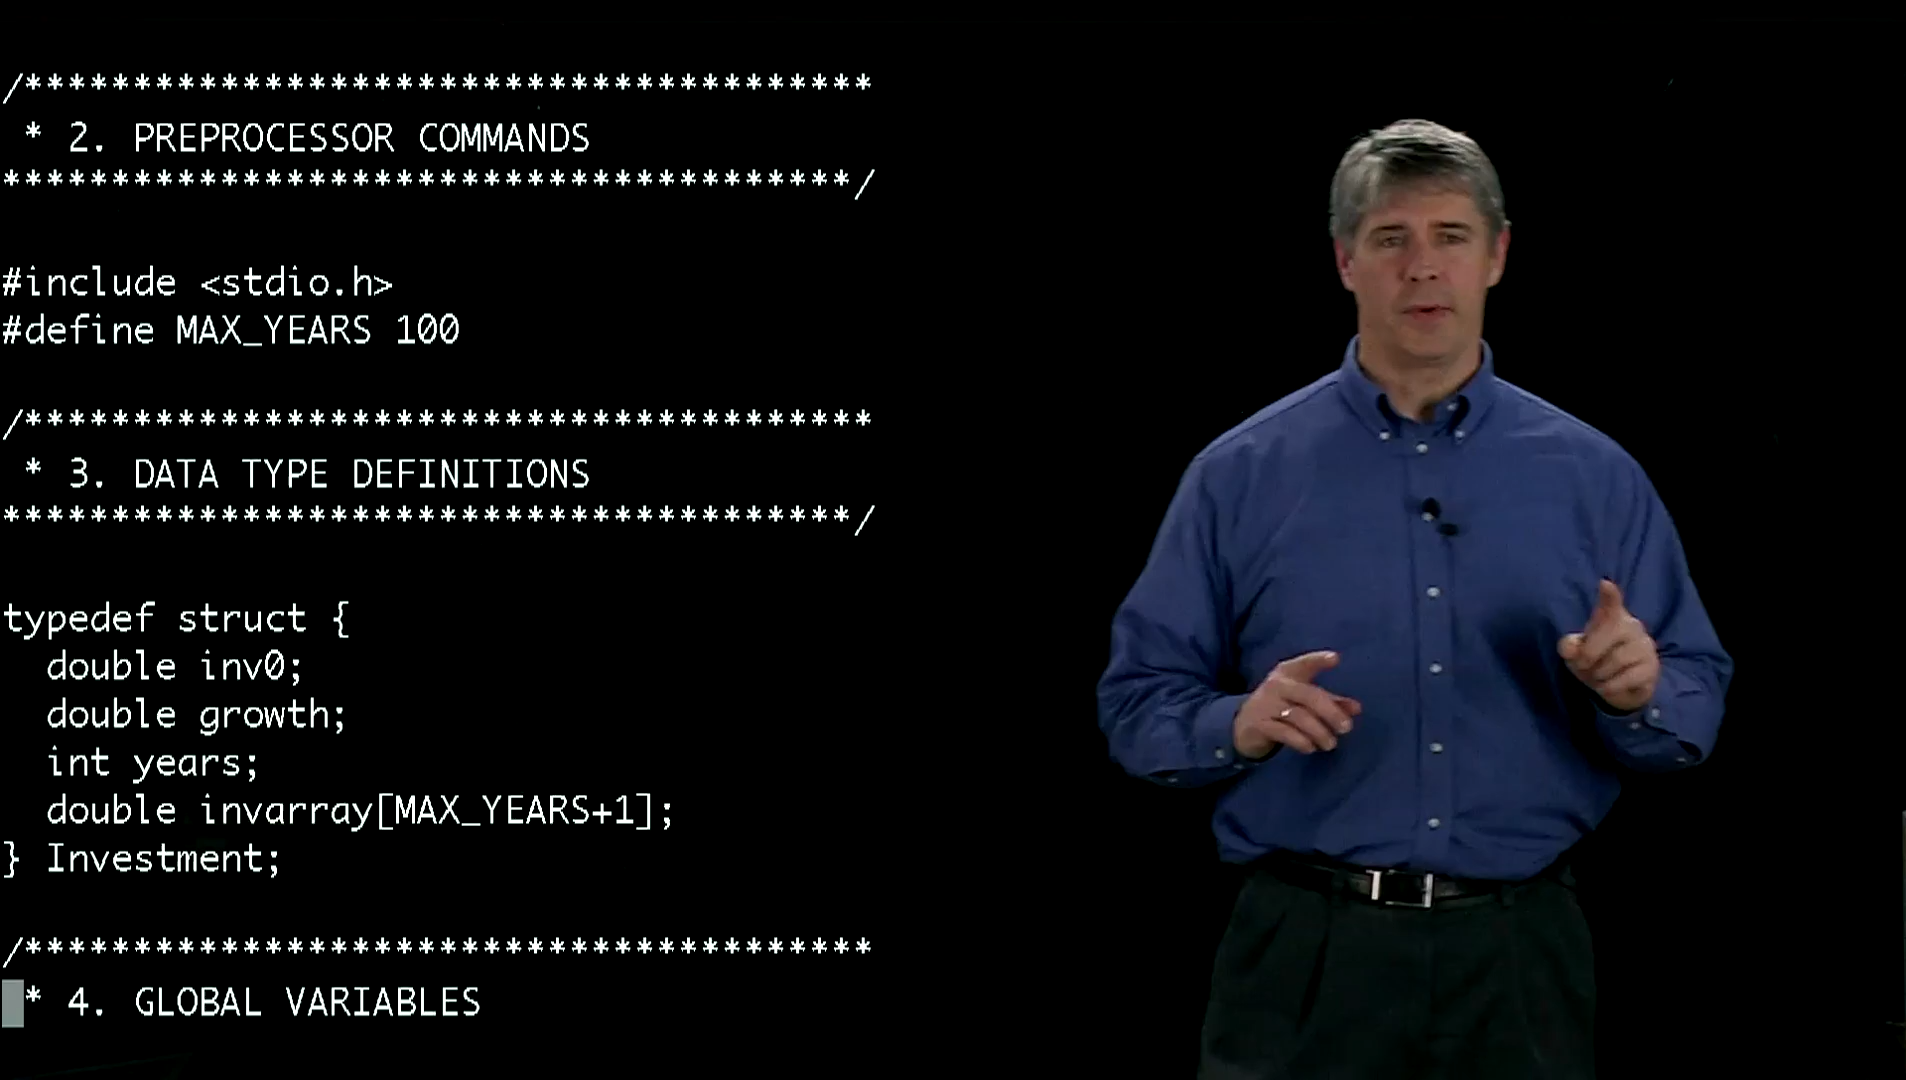 /***************************************
 * 2. PREPROCESSOR COMMANDS
***************************************/
#include <stdio.h>
#define MAX_YEARS 100
/***************************************
 * 3. DATA TYPE DEFINITIONS
***************************************/
typedef struct {
  double inv0;
  double growth;
  int years;
  double invarray[MAX_YEARS+1];
} Investment;
/***************************************
 * 4. GLOBAL VARIABLES